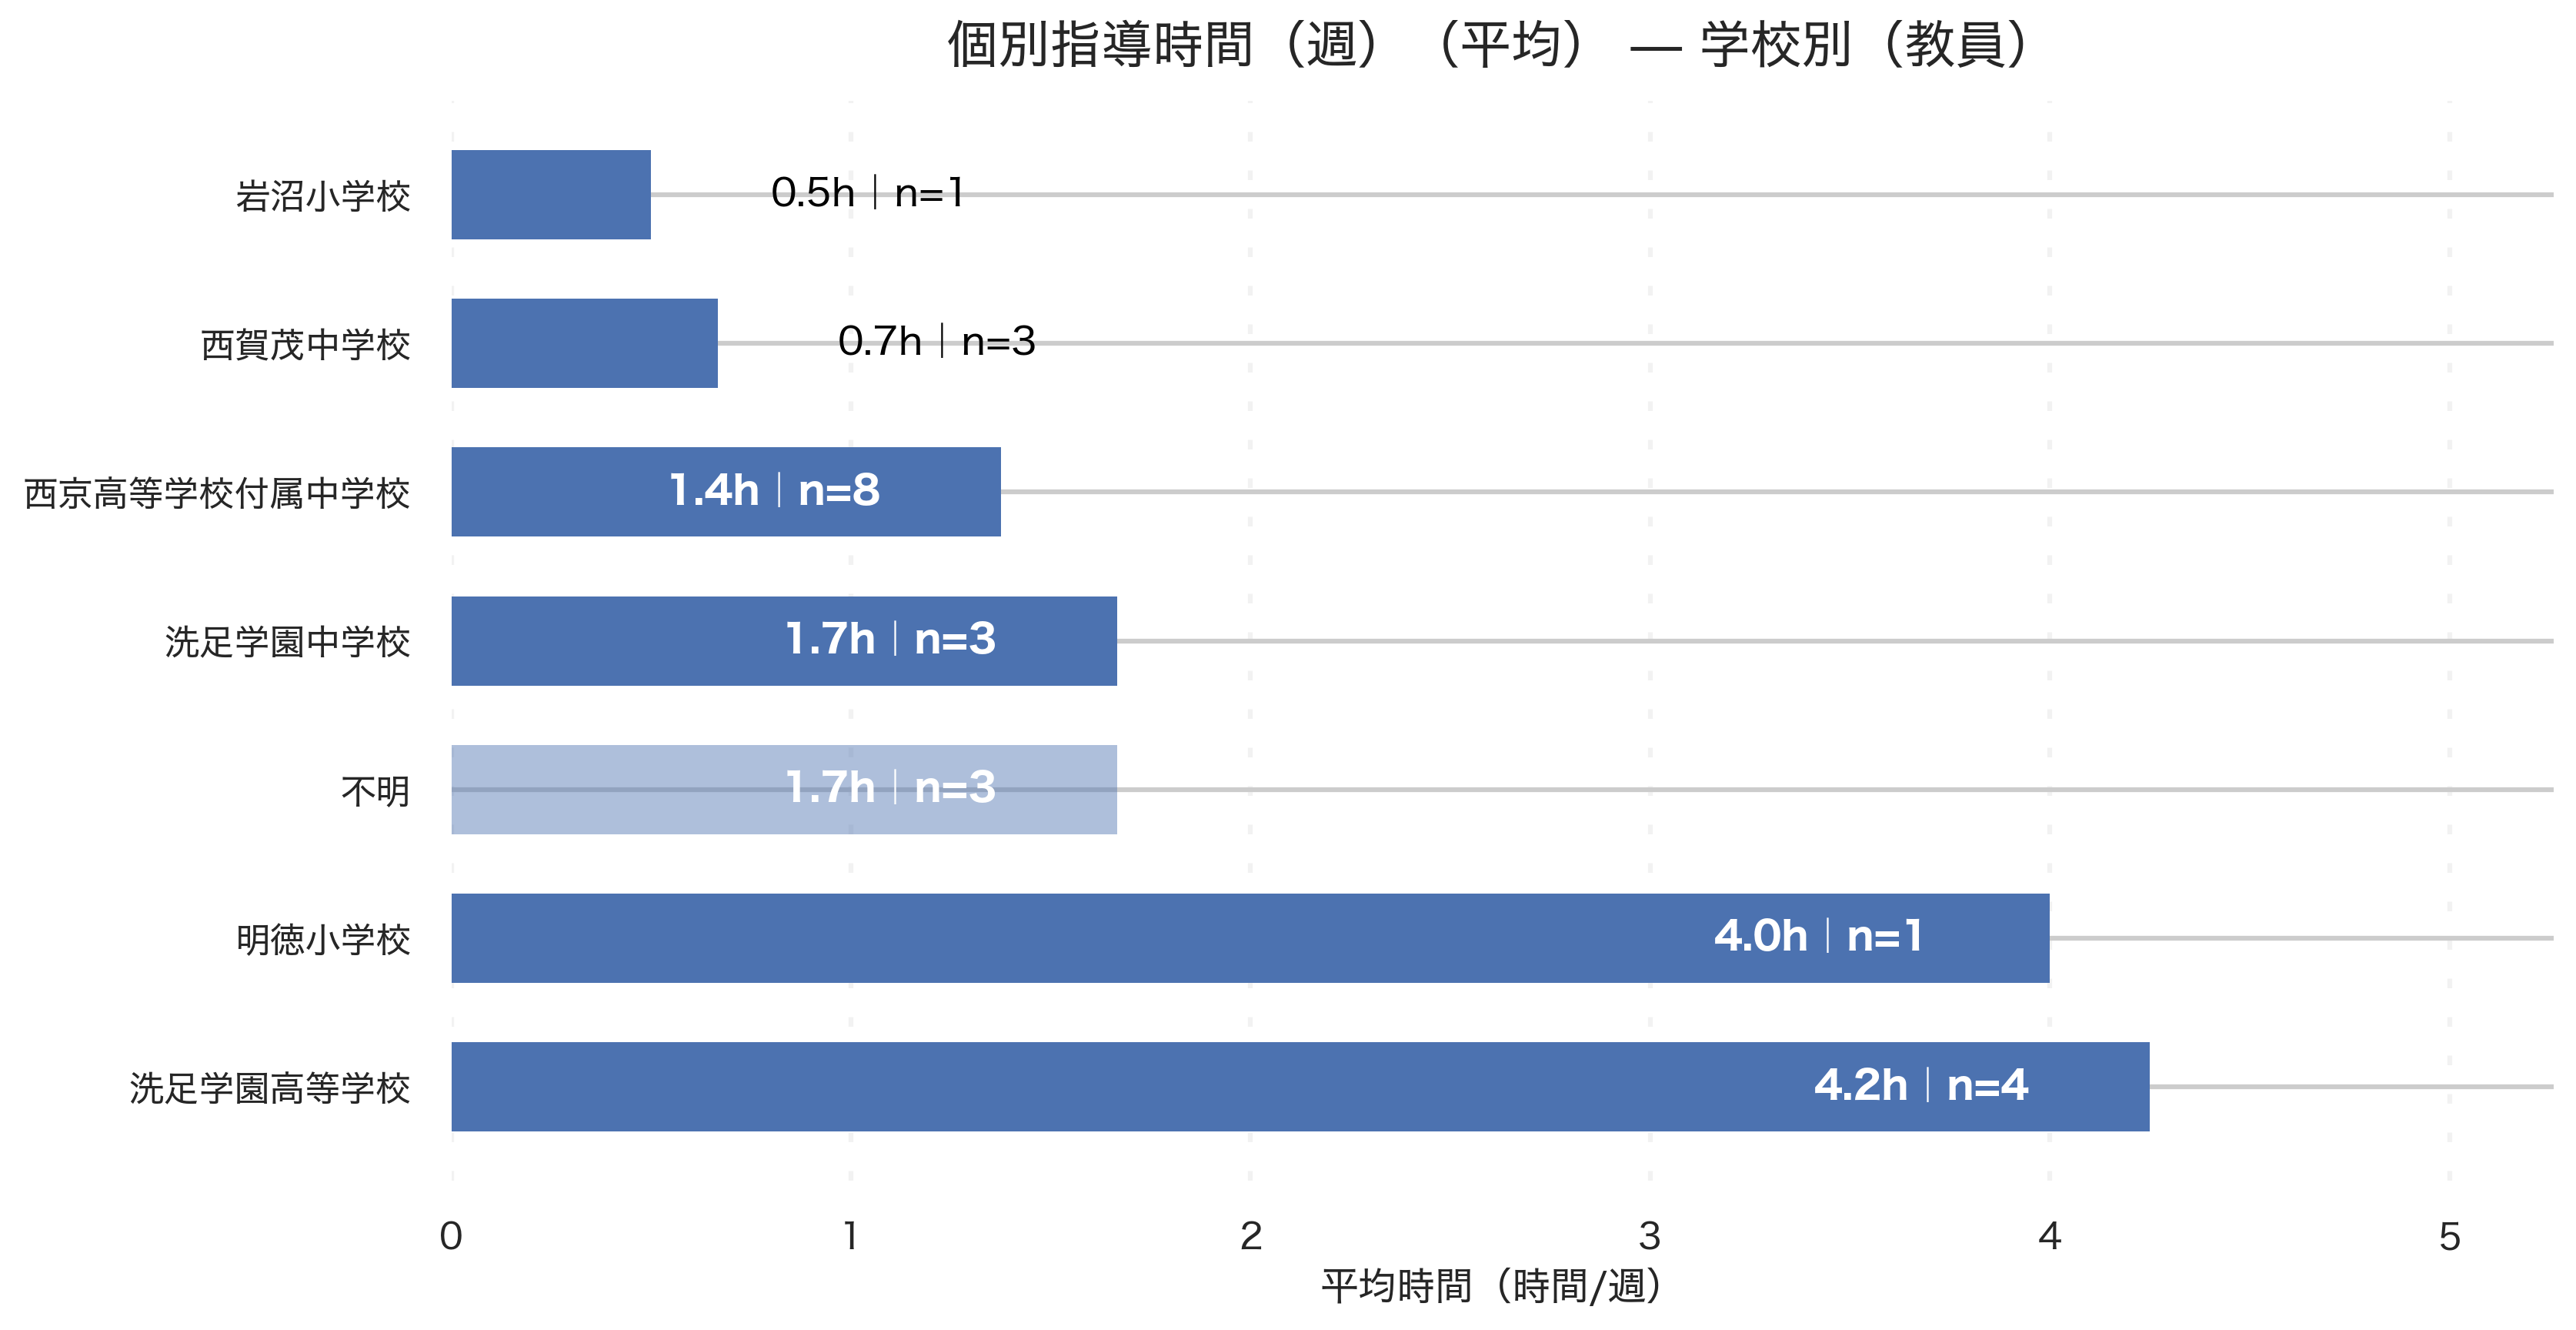 個別指導時間（週）（平均） — 学校別（教員）
岩沼小学校 0.5h｜n=1
西賀茂中学校 0.7h｜n=3
西京高等学校付属中学校 1.4h｜n=8
洗足学園中学校 1.7h｜n=3
不明 1.7h｜n=3
明徳小学校 4.0h｜n=1
洗足学園高等学校 4.2h｜n=4
0 1 2 3 4 5
平均時間（時間/週）